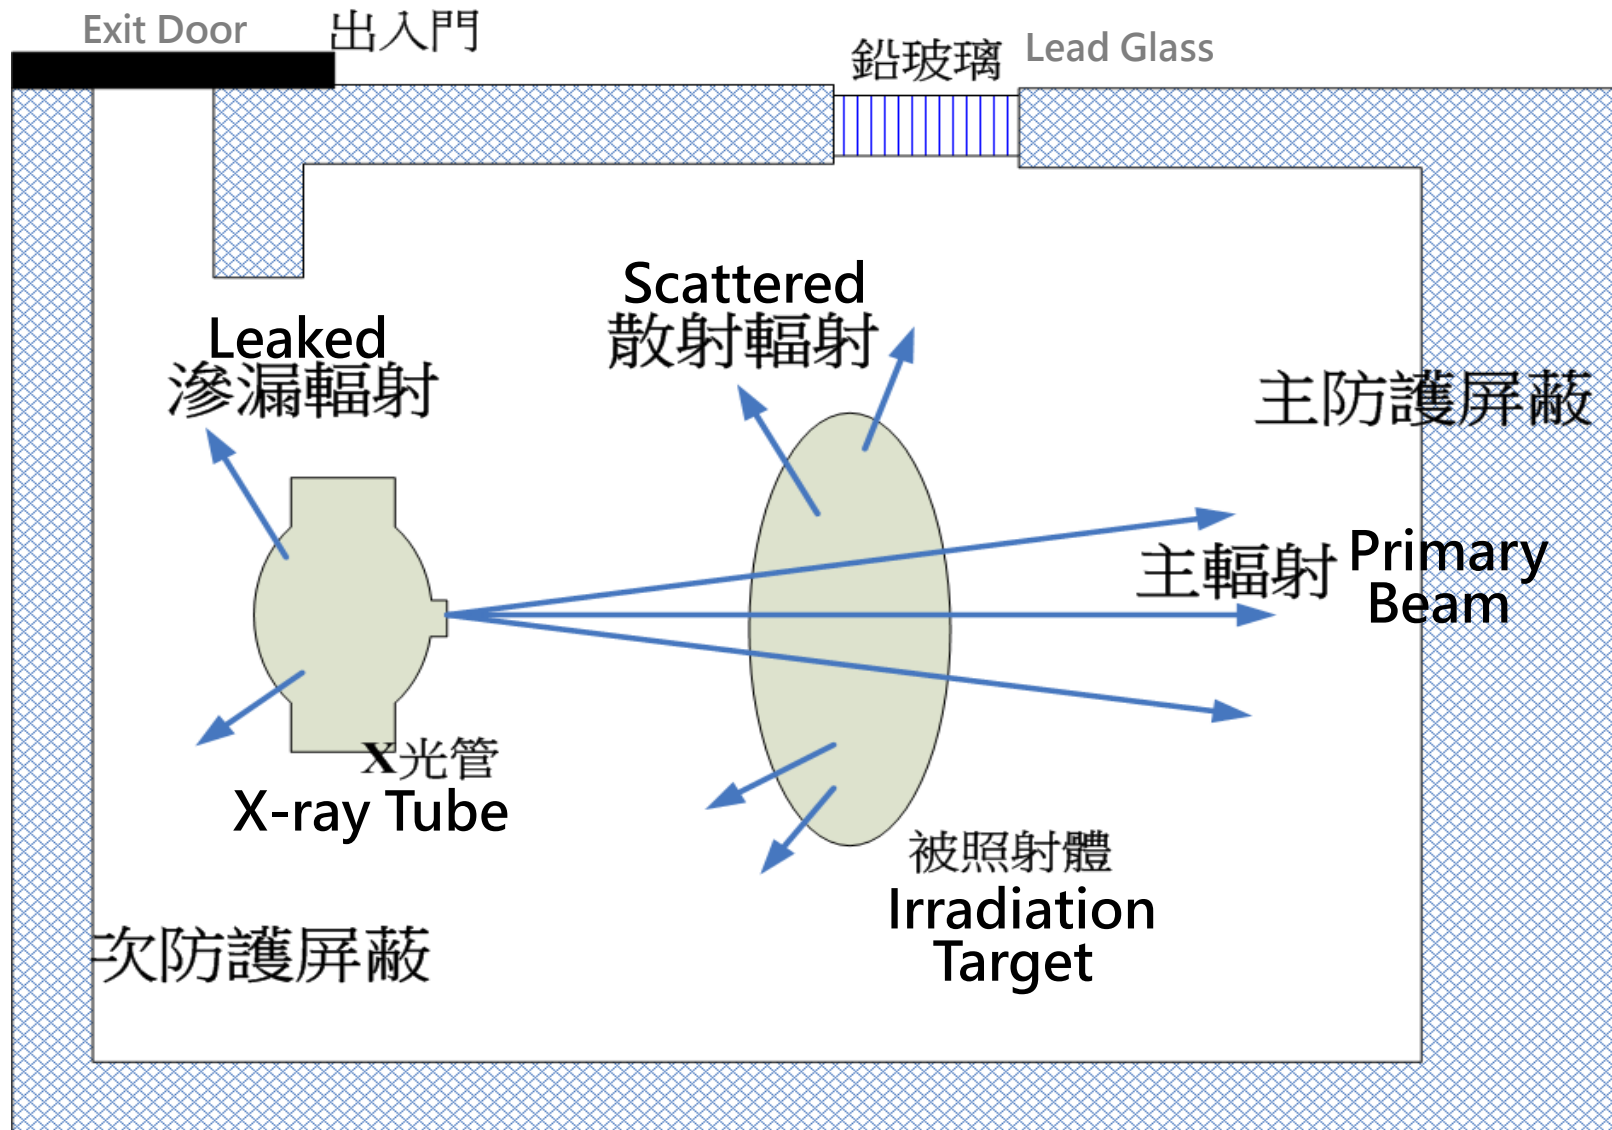 Exit Door
出入門
鉛玻璃
Lead Glass
Leaked
滲漏輻射
Scattered
散射輻射
主防護屏蔽
主輻射
Primary
Beam
X光管
X-ray Tube
被照射體
Irradiation
Target
次防護屏蔽